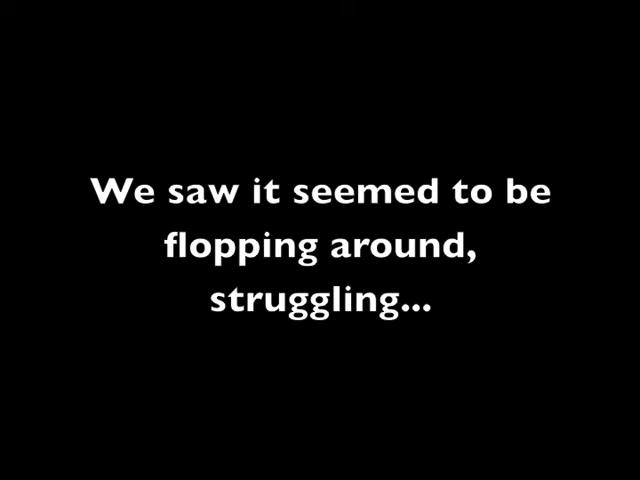 We saw it seemed to be
flopping around,
struggling...